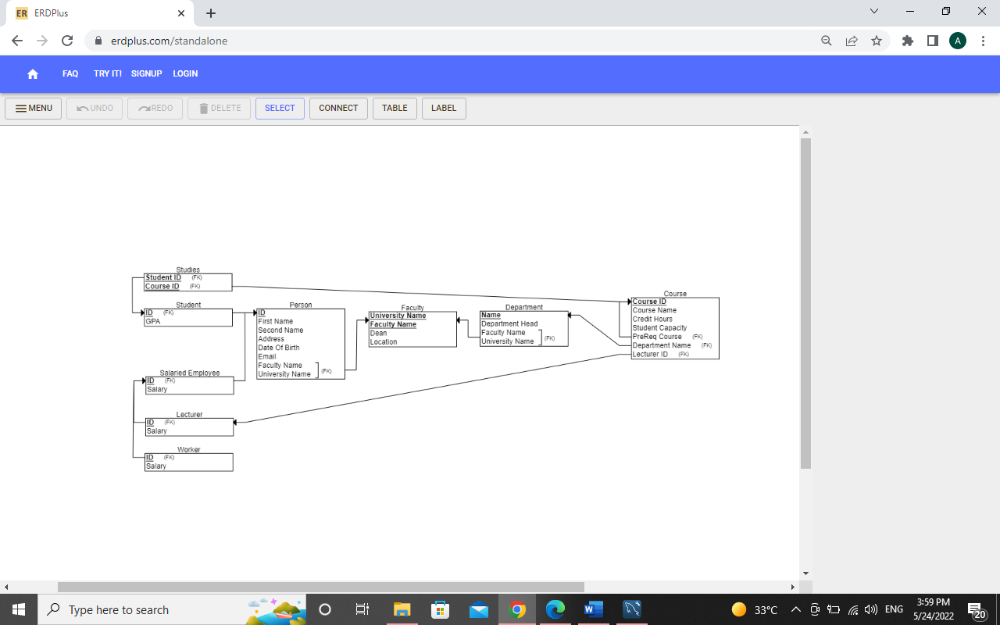 ER ERDPlus
erdplus.com/standalone
A
FAQ TRY IT! SIGNUP LOGIN
MENU UNDO REDO DELETE SELECT CONNECT TABLE LABEL
Studies
Student ID (FK)
Course ID (FK)
Student
ID (FK)
GPA
Person
ID
First Name
Second Name
Address
Date Of Birth
Email
Faculty Name
University Name (FK)
Faculty
University Name
Faculty Name
Dean
Location
Department
Name
Department Head
Faculty Name
University Name (FK)
Course
Course ID
Course Name
Credit Hours
Student Capacity
PreReq Course (FK)
Department Name (FK)
Lecturer ID (FK)
Salaried Employee
ID (FK)
Salary
Lecturer
ID (FK)
Salary
Worker
ID (FK)
Salary
Type here to search
W
33°C
ENG
3:59 PM
5/24/2022
20